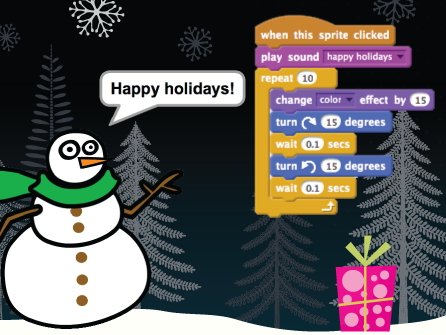 Happy holidays!
when this sprite clicked
play sound happy holidays
repeat 10
change color effect by 15
turn 15 degrees
wait 0.1 secs
turn 15 degrees
wait 0.1 secs